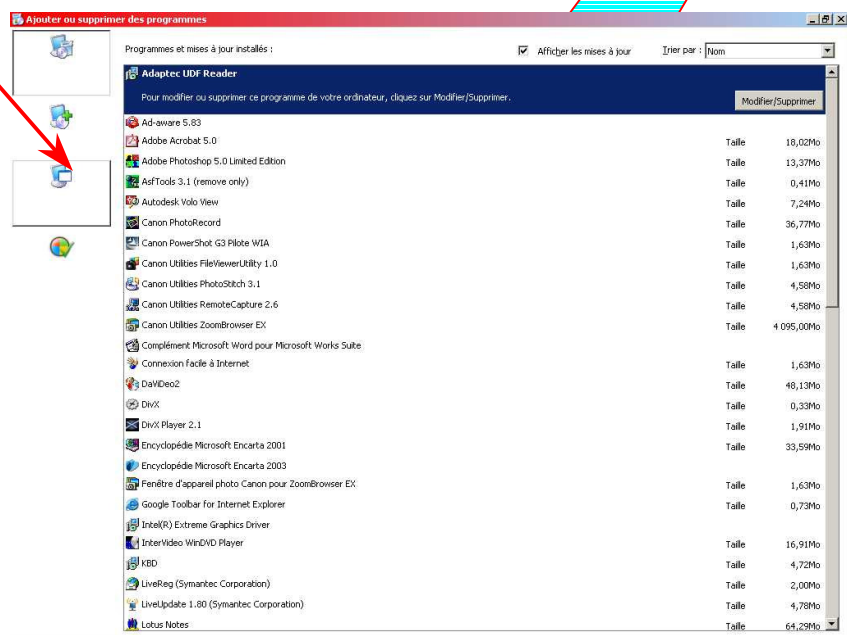 Ajouter ou supprimer des programmes
Programmes et mises à jour installés :
Afficher les mises à jour
Trier par : Nom
Adaptec UDF Reader
Pour modifier ou supprimer ce programme de votre ordinateur, cliquez sur Modifier/Supprimer.
Modifier/Supprimer
Ad-aware 5.83
Adobe Acrobat 5.0 Taille 18,02Mo
Adobe Photoshop 5.0 Limited Edition Taille 13,37Mo
AsfTools 3.1 (remove only) Taille 0,41Mo
Autodesk Volo View Taille 7,24Mo
Canon PhotoRecord Taille 36,77Mo
Canon PowerShot G3 Pilote WIA Taille 1,63Mo
Canon Utilities FileViewerUtility 1.0 Taille 1,63Mo
Canon Utilities PhotoStitch 3.1 Taille 4,58Mo
Canon Utilities RemoteCapture 2.6 Taille 4,58Mo
Canon Utilities ZoomBrowser EX Taille 4 095,00Mo
Complément Microsoft Word pour Microsoft Works Suite
Connexion facile à Internet Taille 1,63Mo
DaViDeo2 Taille 48,13Mo
DivX Taille 0,33Mo
DivX Player 2.1 Taille 1,91Mo
Encyclopédie Microsoft Encarta 2001 Taille 33,59Mo
Encyclopédie Microsoft Encarta 2003
Fenêtre d'appareil photo Canon pour ZoomBrowser EX Taille 1,63Mo
Google Toolbar for Internet Explorer Taille 0,73Mo
Intel(R) Extreme Graphics Driver
InterVideo WinDVD Player Taille 16,91Mo
KBD Taille 4,72Mo
LiveReg (Symantec Corporation) Taille 2,00Mo
LiveUpdate 1.80 (Symantec Corporation) Taille 4,78Mo
Lotus Notes Taille 64,29Mo